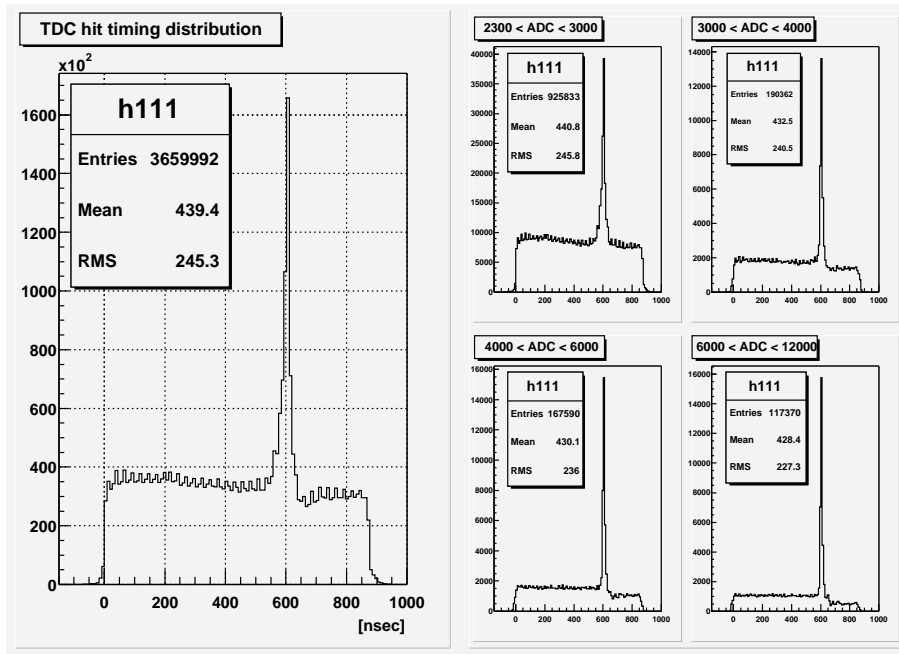 TDC hit timing distribution
x10²
h111
Entries 3659992
Mean 439.4
RMS 245.3
1600
1400
1200
1000
800
600
400
200
0
0 200 400 600 800 1000
[nsec]
2300 < ADC < 3000
h111
Entries 925833
Mean 440.8
RMS 245.8
40000
35000
30000
25000
20000
15000
10000
5000
0
0 200 400 600 800 1000
3000 < ADC < 4000
h111
Entries 190362
Mean 432.5
RMS 240.5
14000
12000
10000
8000
6000
4000
2000
0
0 200 400 600 800 1000
4000 < ADC < 6000
h111
Entries 167590
Mean 430.1
RMS 236
16000
14000
12000
10000
8000
6000
4000
2000
0
0 200 400 600 800 1000
6000 < ADC < 12000
h111
Entries 117370
Mean 428.4
RMS 227.3
16000
14000
12000
10000
8000
6000
4000
2000
0
0 200 400 600 800 1000